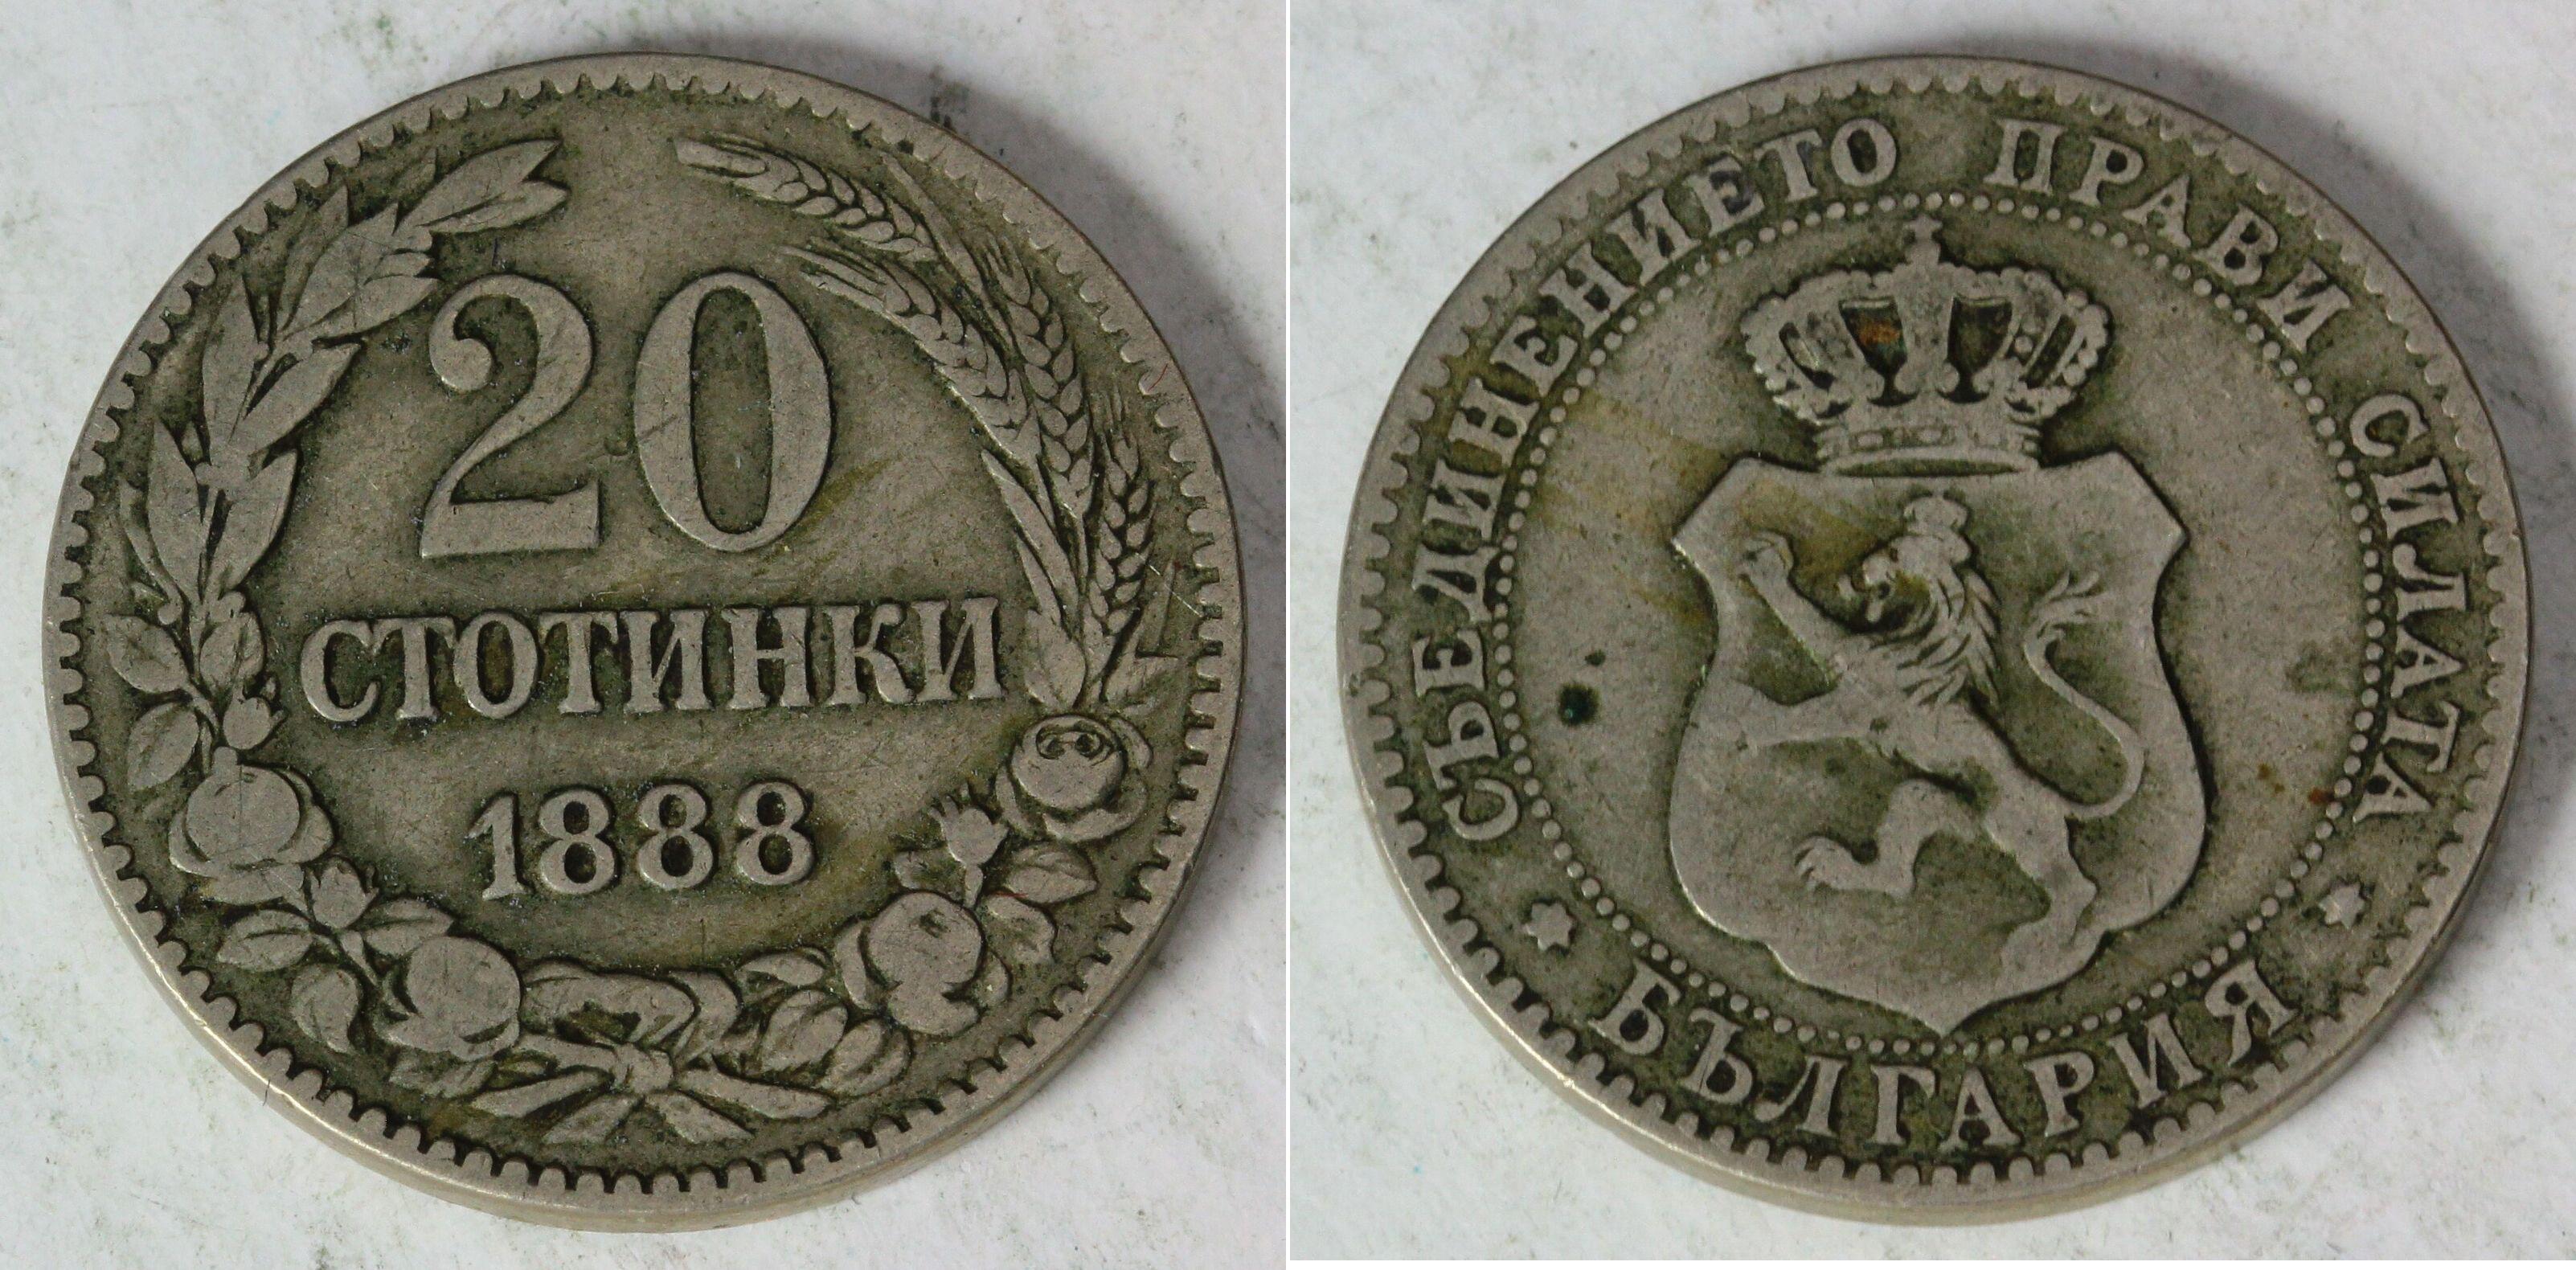 20
СТОТИНКИ
1888
СЪЕДИНЕНИЕТО ПРАВИ СИЛАТА
БЪЛГАРИЯ